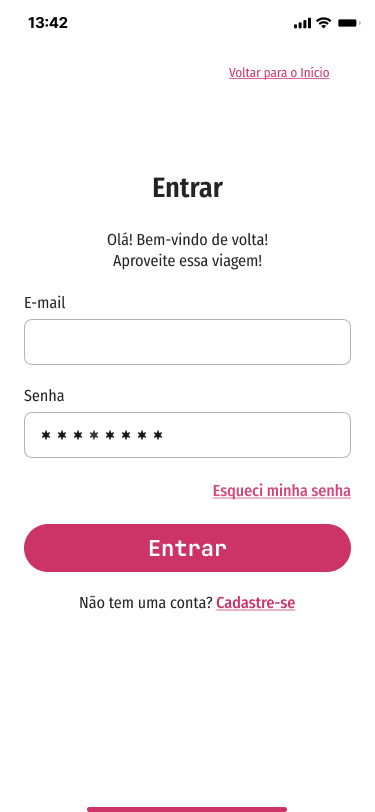 13:42
Voltar para o Início
Entrar
Olá! Bem-vindo de volta!
Aproveite essa viagem!
E-mail
Senha
********
Esqueci minha senha
Entrar
Não tem uma conta? Cadastre-se